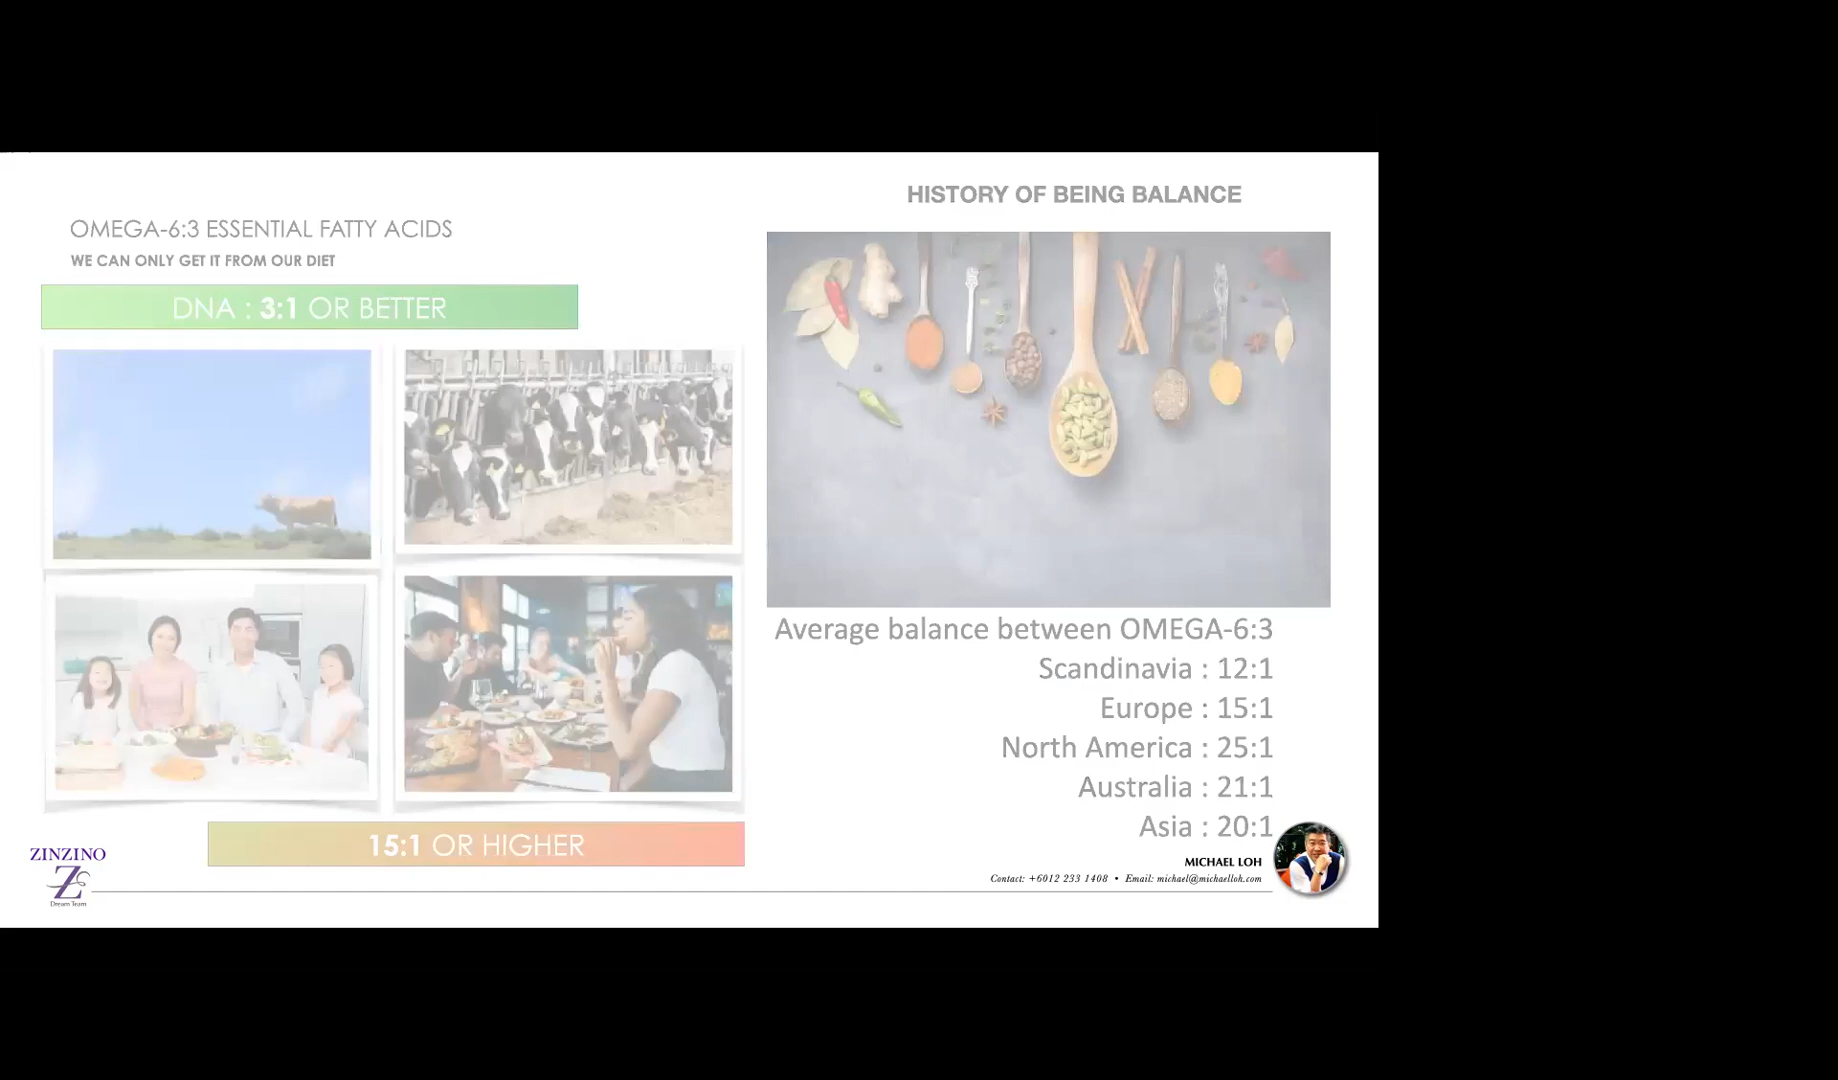 HISTORY OF BEING BALANCE
OMEGA-6:3 ESSENTIAL FATTY ACIDS
WE CAN ONLY GET IT FROM OUR DIET
DNA : 3:1 OR BETTER
15:1 OR HIGHER
Average balance between OMEGA-6:3
Scandinavia : 12:1
Europe : 15:1
North America : 25:1
Australia : 21:1
Asia : 20:1
ZINZINO
Dream Team
MICHAEL LOH
Contact: +6012 233 1408 • Email: michael@michaelloh.com